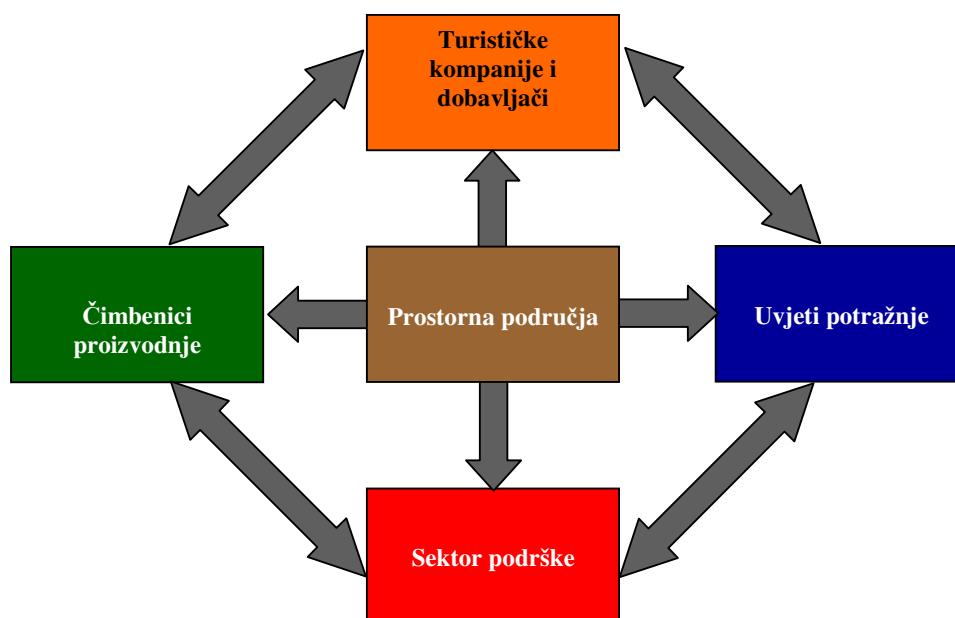 Turističke
kompanije i
dobavljači
Čimbenici
proizvodnje
Prostorna područja
Uvjeti potražnje
Sektor podrške